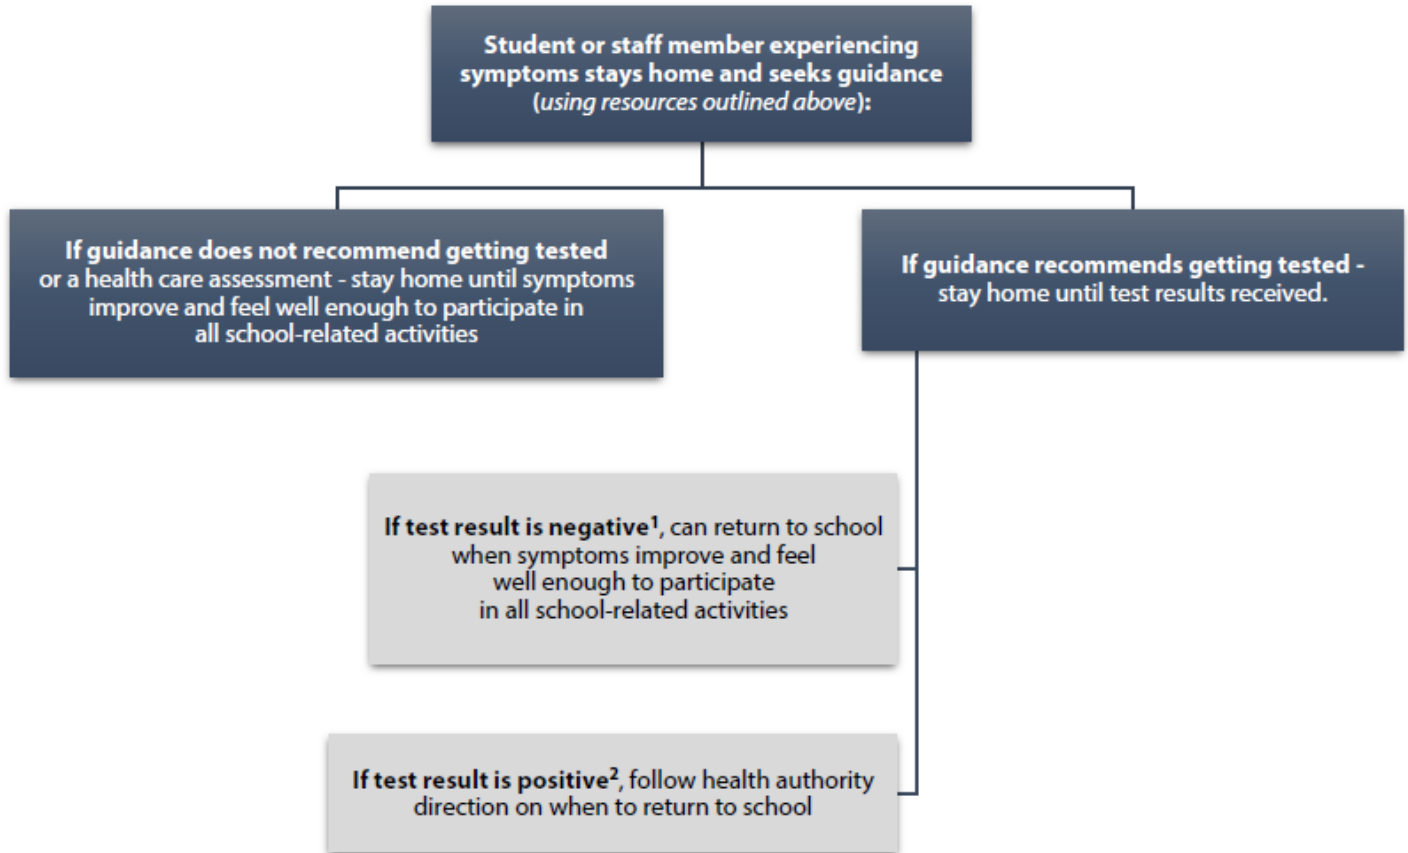 Student or staff member experiencing
symptoms stays home and seeks guidance
(using resources outlined above):
If guidance does not recommend getting tested
or a health care assessment - stay home until symptoms
improve and feel well enough to participate in
all school-related activities
If guidance recommends getting tested -
stay home until test results received.
If test result is negative¹, can return to school
when symptoms improve and feel
well enough to participate
in all school-related activities
If test result is positive², follow health authority
direction on when to return to school